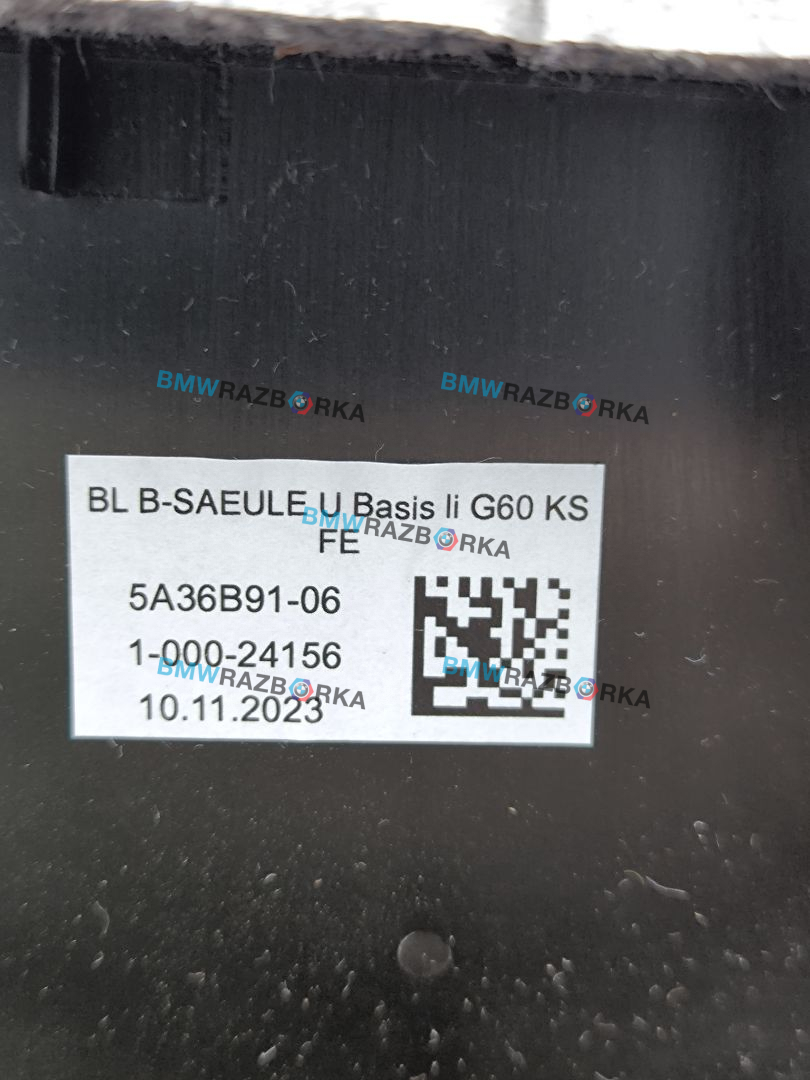 BMWRAZBORKA
BMWRAZBORKA
BL B-SAEULE U Basis li G60 KS
FE
BMWRAZBORKA
5A36B91-06
1-000-24156
10.11.2023
BMWRAZBORKA
BMWRAZBORKA